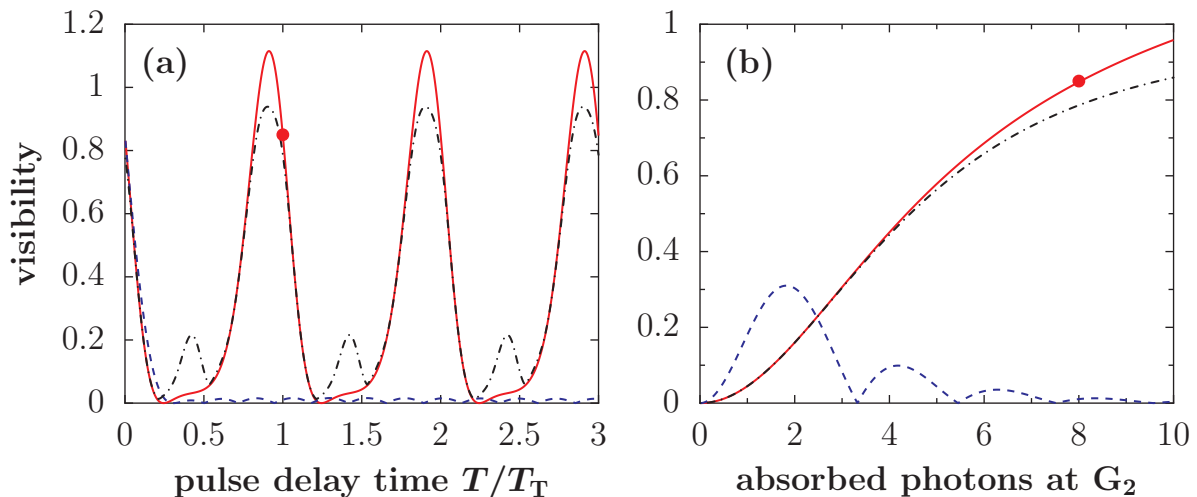 (a)
(b)
visibility
1.2
1
0.8
0.6
0.4
0.2
0
0 0.5 1 1.5 2 2.5 3
pulse delay time T/T_T
1
0.8
0.6
0.4
0.2
0
0 2 4 6 8 10
absorbed photons at G₂